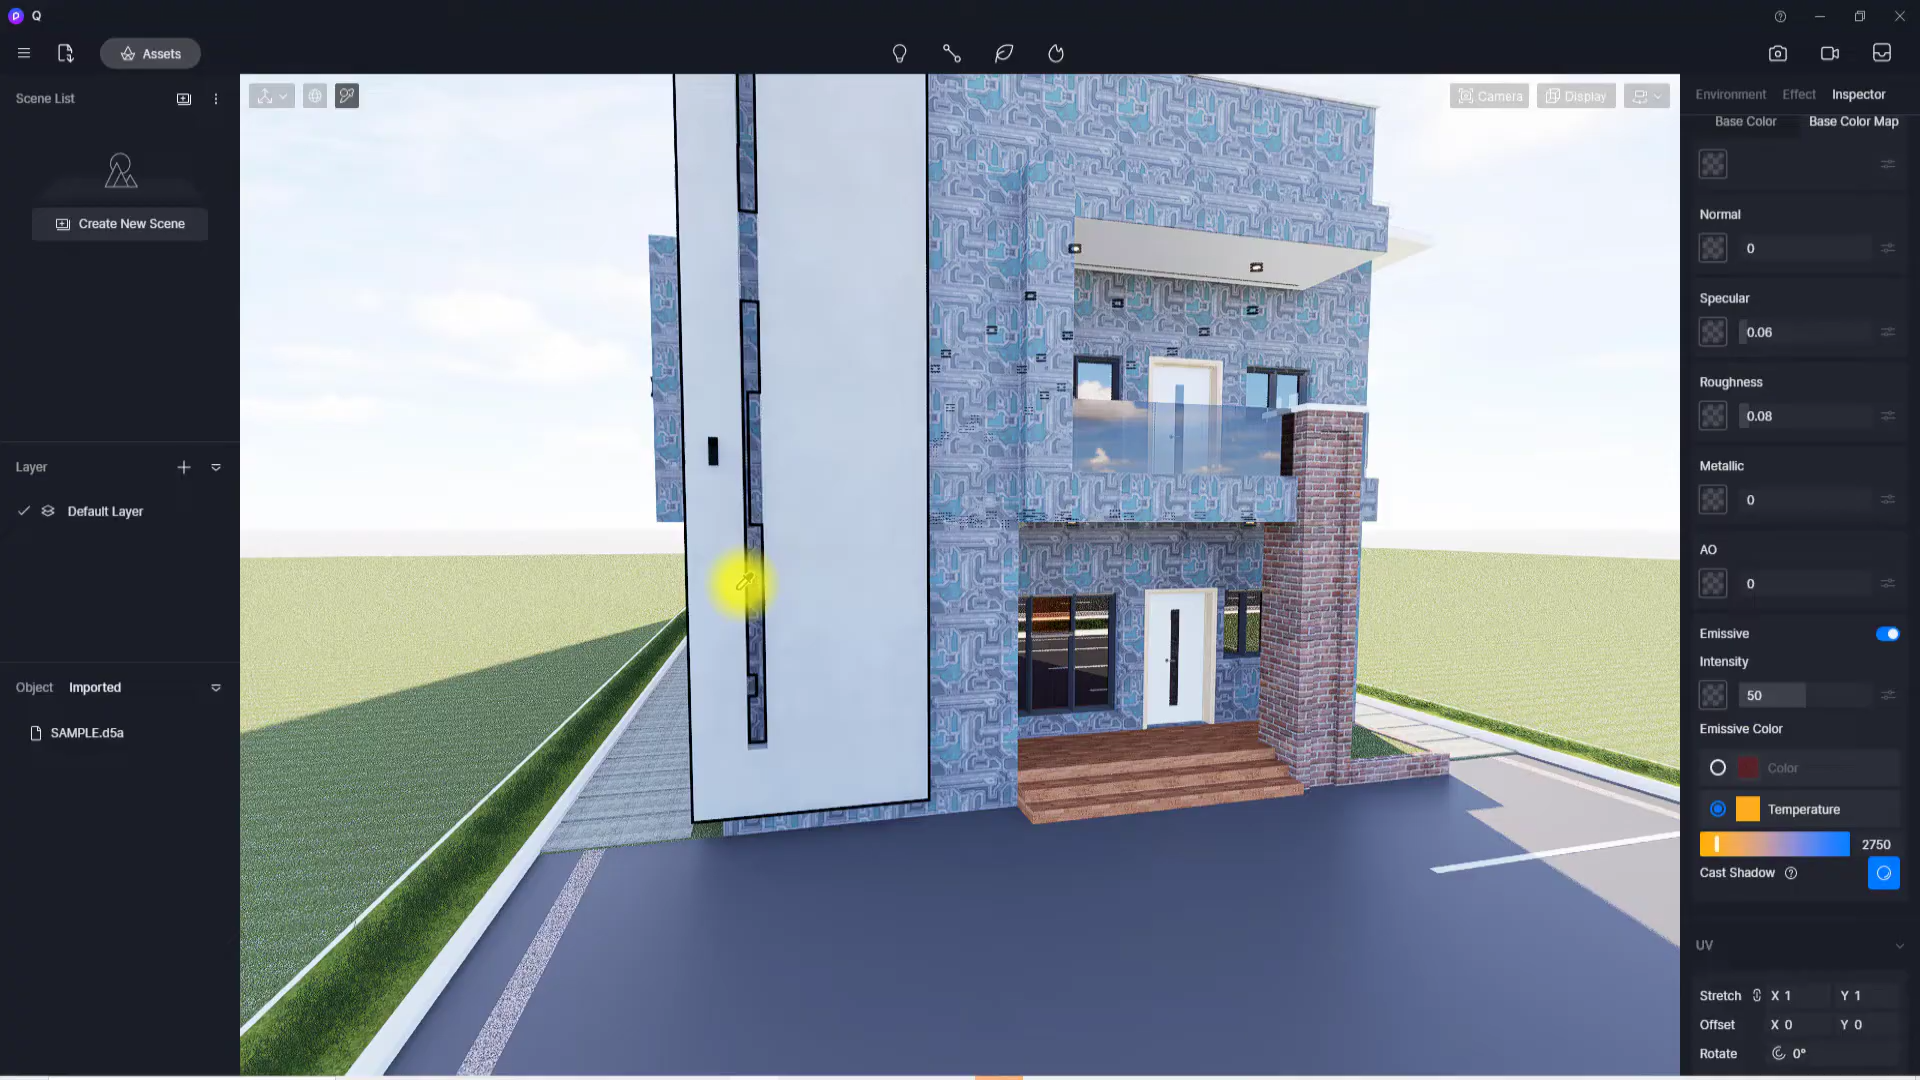 Q
Assets
Scene List
Create New Scene
Layer
Default Layer
Object Imported
SAMPLE.d5a
Camera Display
Environment Effect Inspector
Base Color Base Color Map
Normal
0
Specular
0.06
Roughness
0.08
Metallic
0
AO
0
Emissive
Intensity
50
Emissive Color
Color
Temperature
2750
Cast Shadow
UV
Stretch X 1 Y 1
Offset X 0 Y 0
Rotate 0°